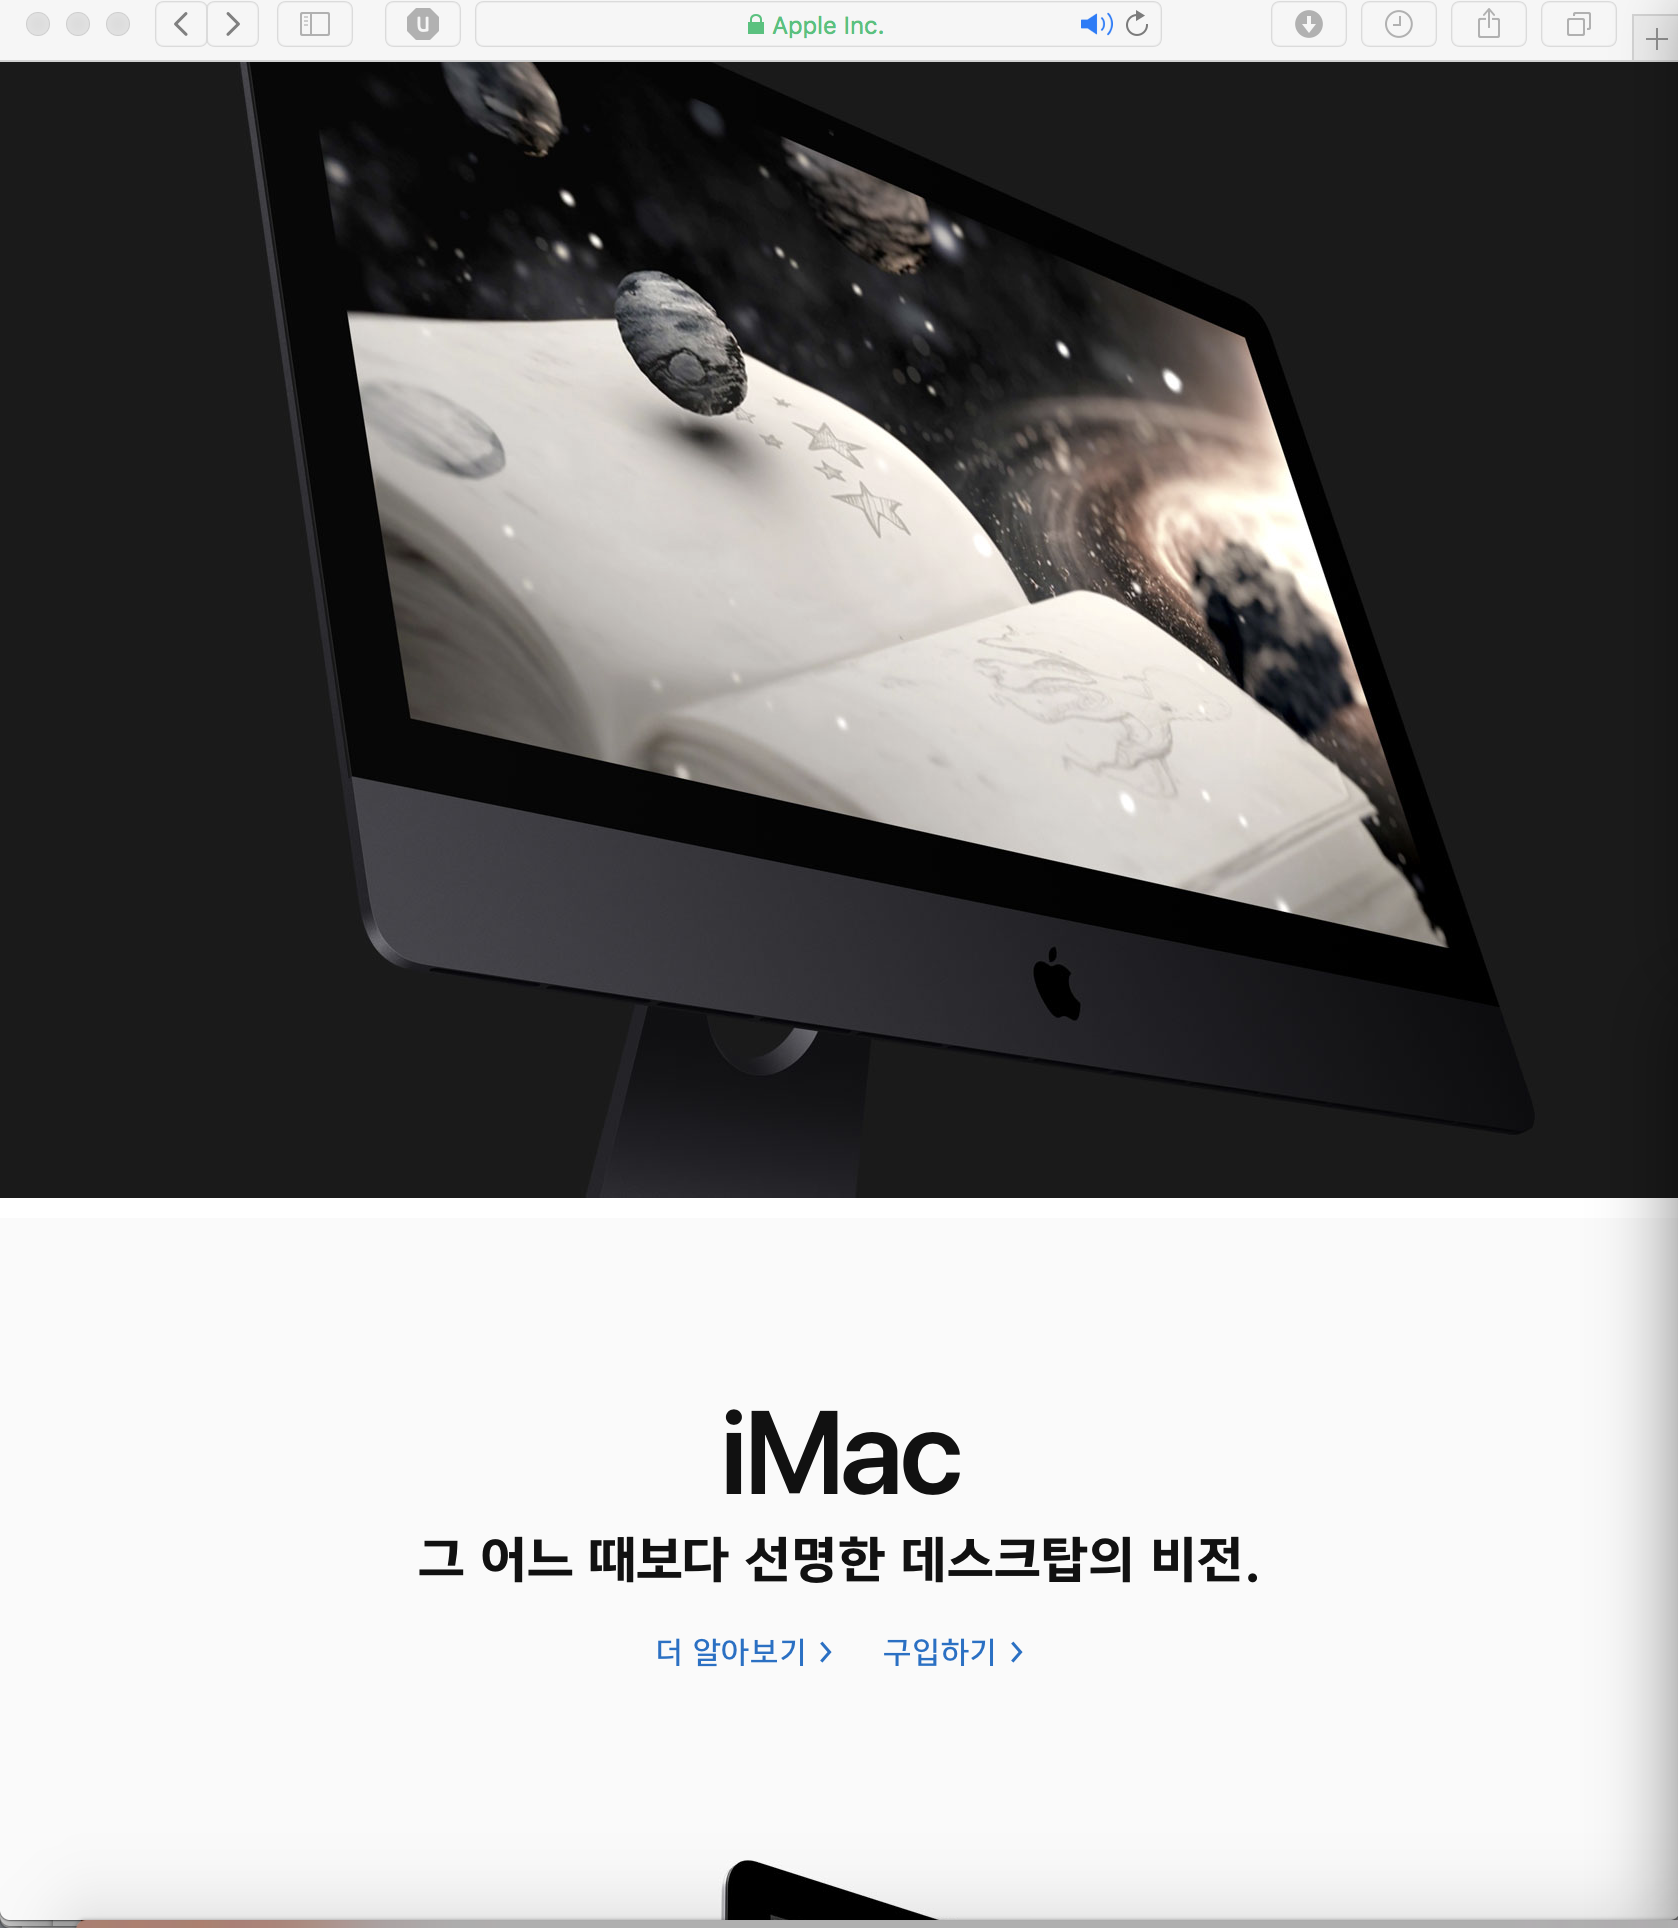 U
Apple Inc.
iMac
그 어느 때보다 선명한 데스크탑의 비전.
더 알아보기 > 구입하기 >